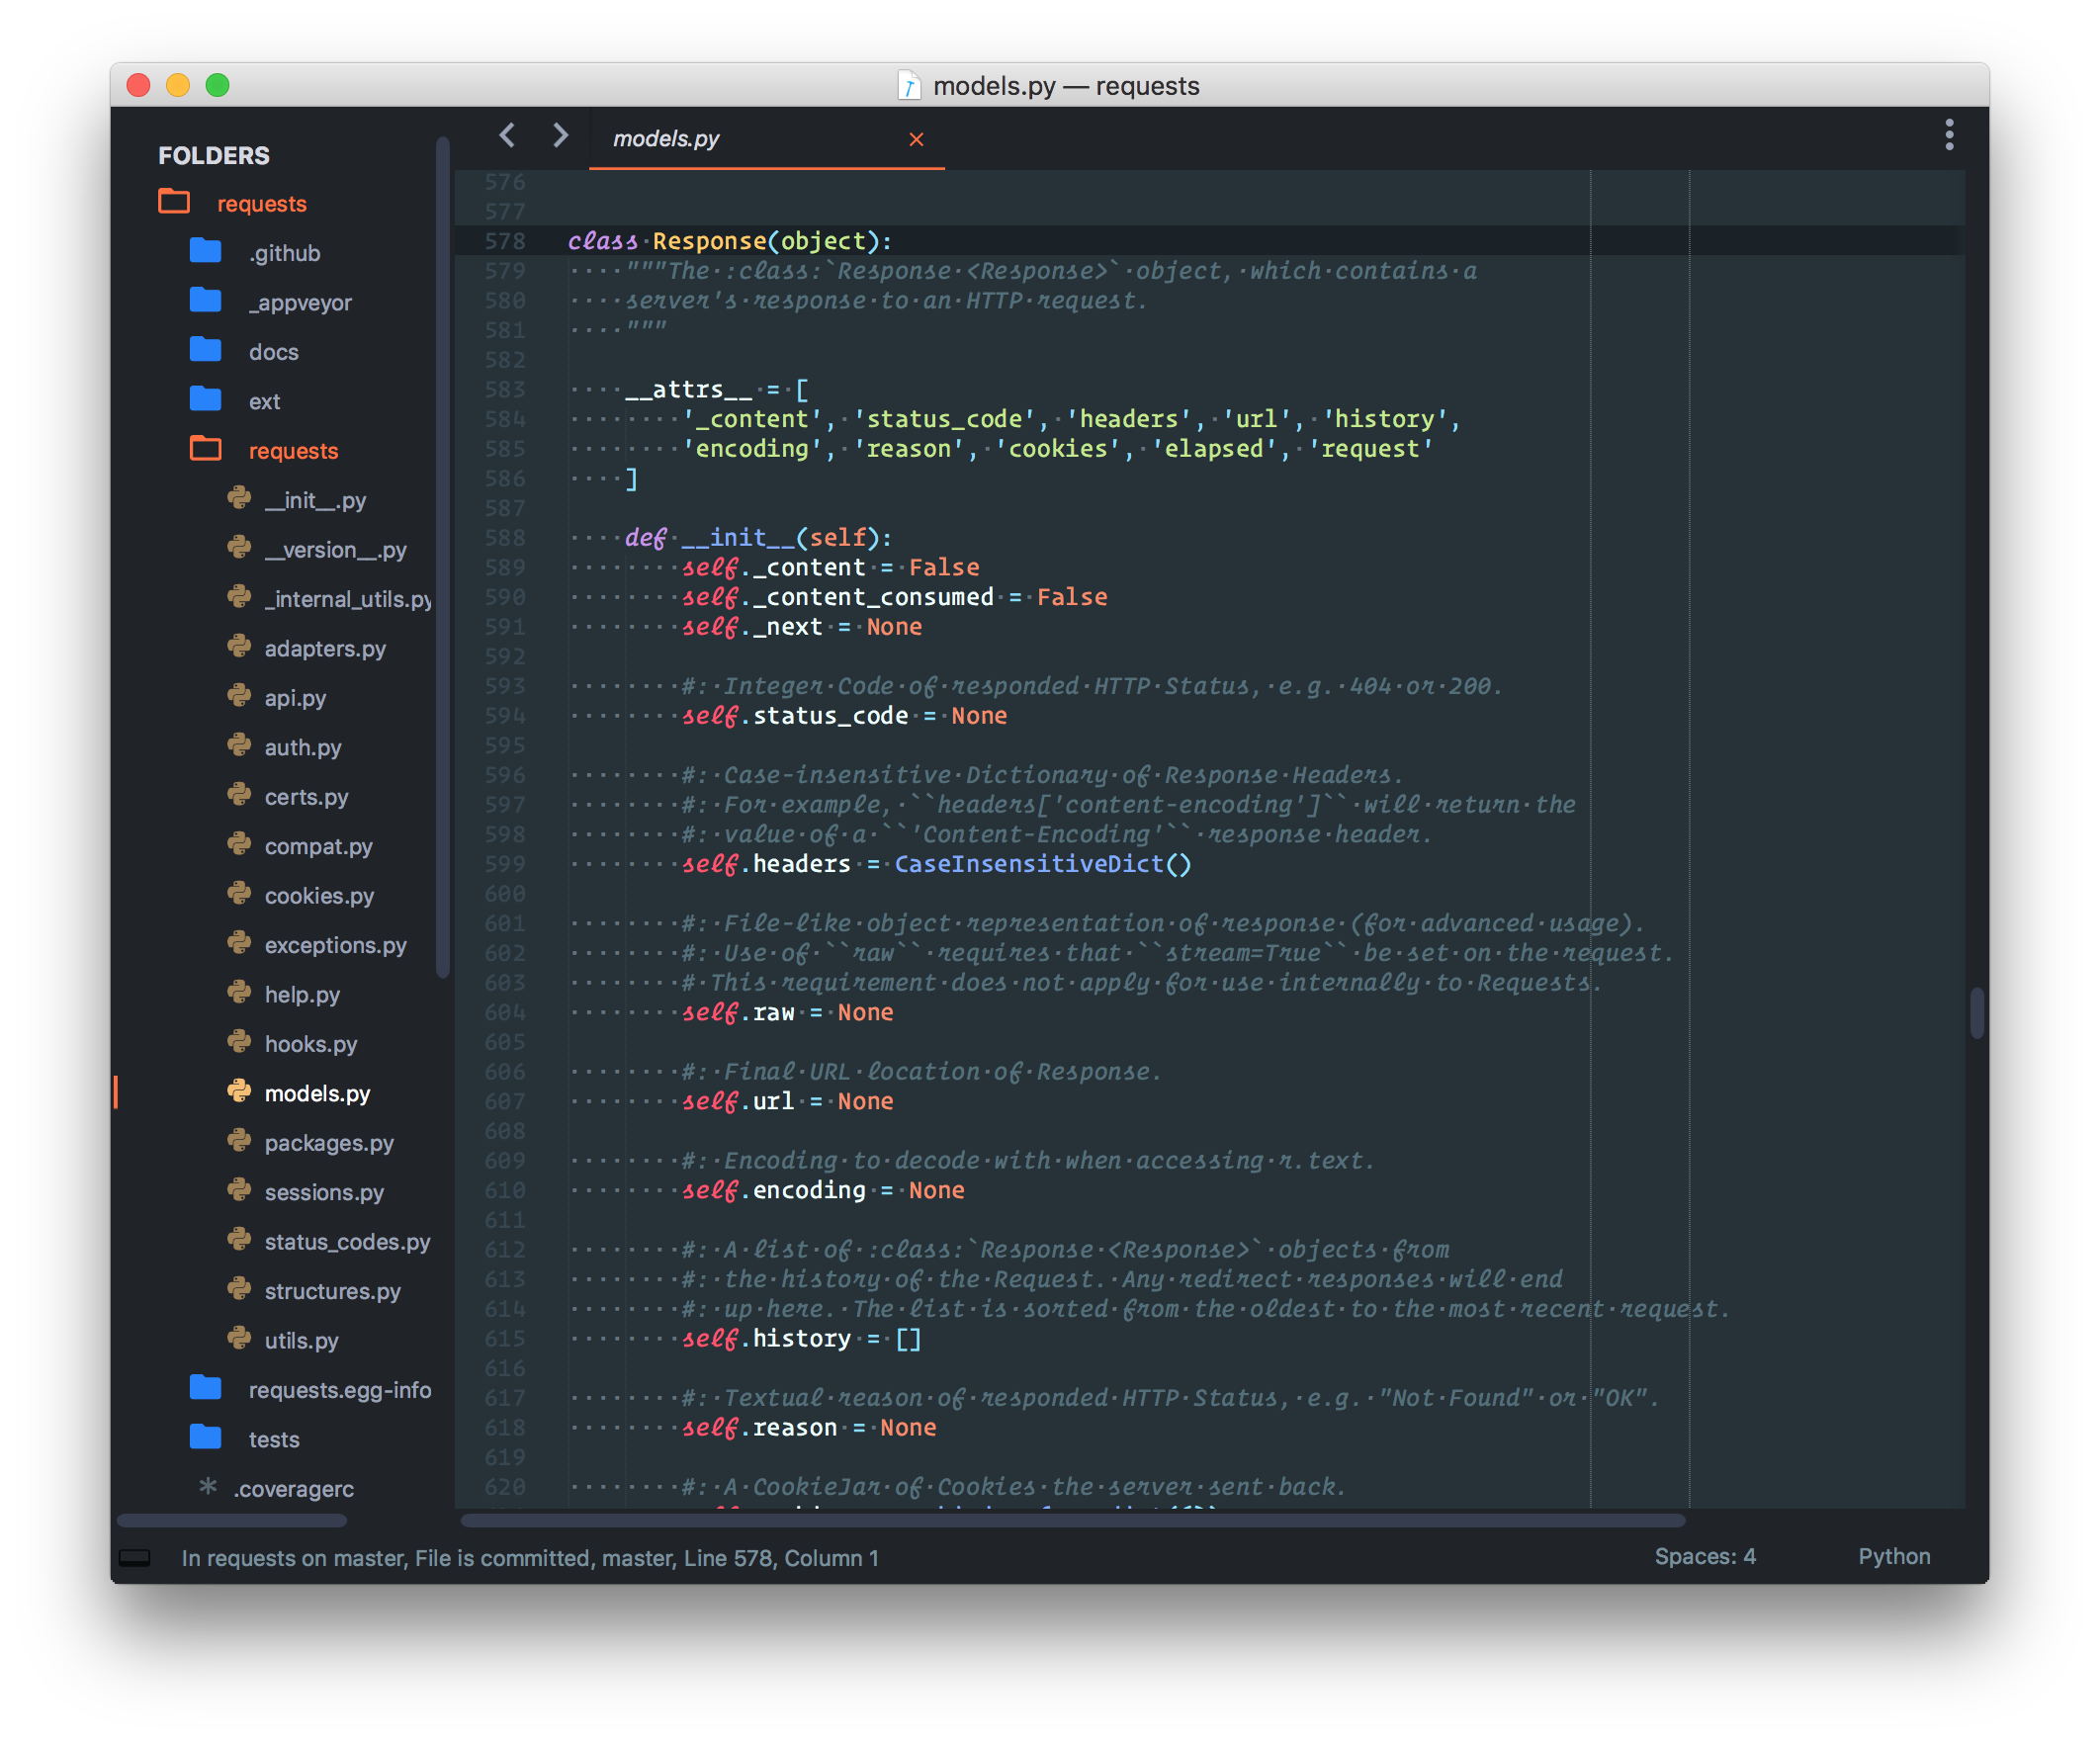 models.py — requests
FOLDERS
requests
.github
_appveyor
docs
ext
requests
__init__.py
__version__.py
_internal_utils.py
adapters.py
api.py
auth.py
certs.py
compat.py
cookies.py
exceptions.py
help.py
hooks.py
models.py
packages.py
sessions.py
status_codes.py
structures.py
utils.py
requests.egg-info
tests
.coveragerc
models.py
576
577
578 class Response(object):
579     """The :class:`Response <Response>` object, which contains a
580     server's response to an HTTP request.
581     """
582
583     __attrs__ = [
584         '_content', 'status_code', 'headers', 'url', 'history',
585         'encoding', 'reason', 'cookies', 'elapsed', 'request'
586     ]
587
588     def __init__(self):
589         self._content = False
590         self._content_consumed = False
591         self._next = None
592
593         #: Integer Code of responded HTTP Status, e.g. 404 or 200.
594         self.status_code = None
595
596         #: Case-insensitive Dictionary of Response Headers.
597         #: For example, ``headers['content-encoding']`` will return the
598         #: value of a ``'Content-Encoding'`` response header.
599         self.headers = CaseInsensitiveDict()
600
601         #: File-like object representation of response (for advanced usage).
602         #: Use of ``raw`` requires that ``stream=True`` be set on the request.
603         # This requirement does not apply for use internally to Requests.
604         self.raw = None
605
606         #: Final URL location of Response.
607         self.url = None
608
609         #: Encoding to decode with when accessing r.text.
610         self.encoding = None
611
612         #: A list of :class:`Response <Response>` objects from
613         #: the history of the Request. Any redirect responses will end
614         #: up here. The list is sorted from the oldest to the most recent request.
615         self.history = []
616
617         #: Textual reason of responded HTTP Status, e.g. "Not Found" or "OK".
618         self.reason = None
619
620         #: A CookieJar of Cookies the server sent back.
In requests on master, File is committed, master, Line 578, Column 1
Spaces: 4
Python